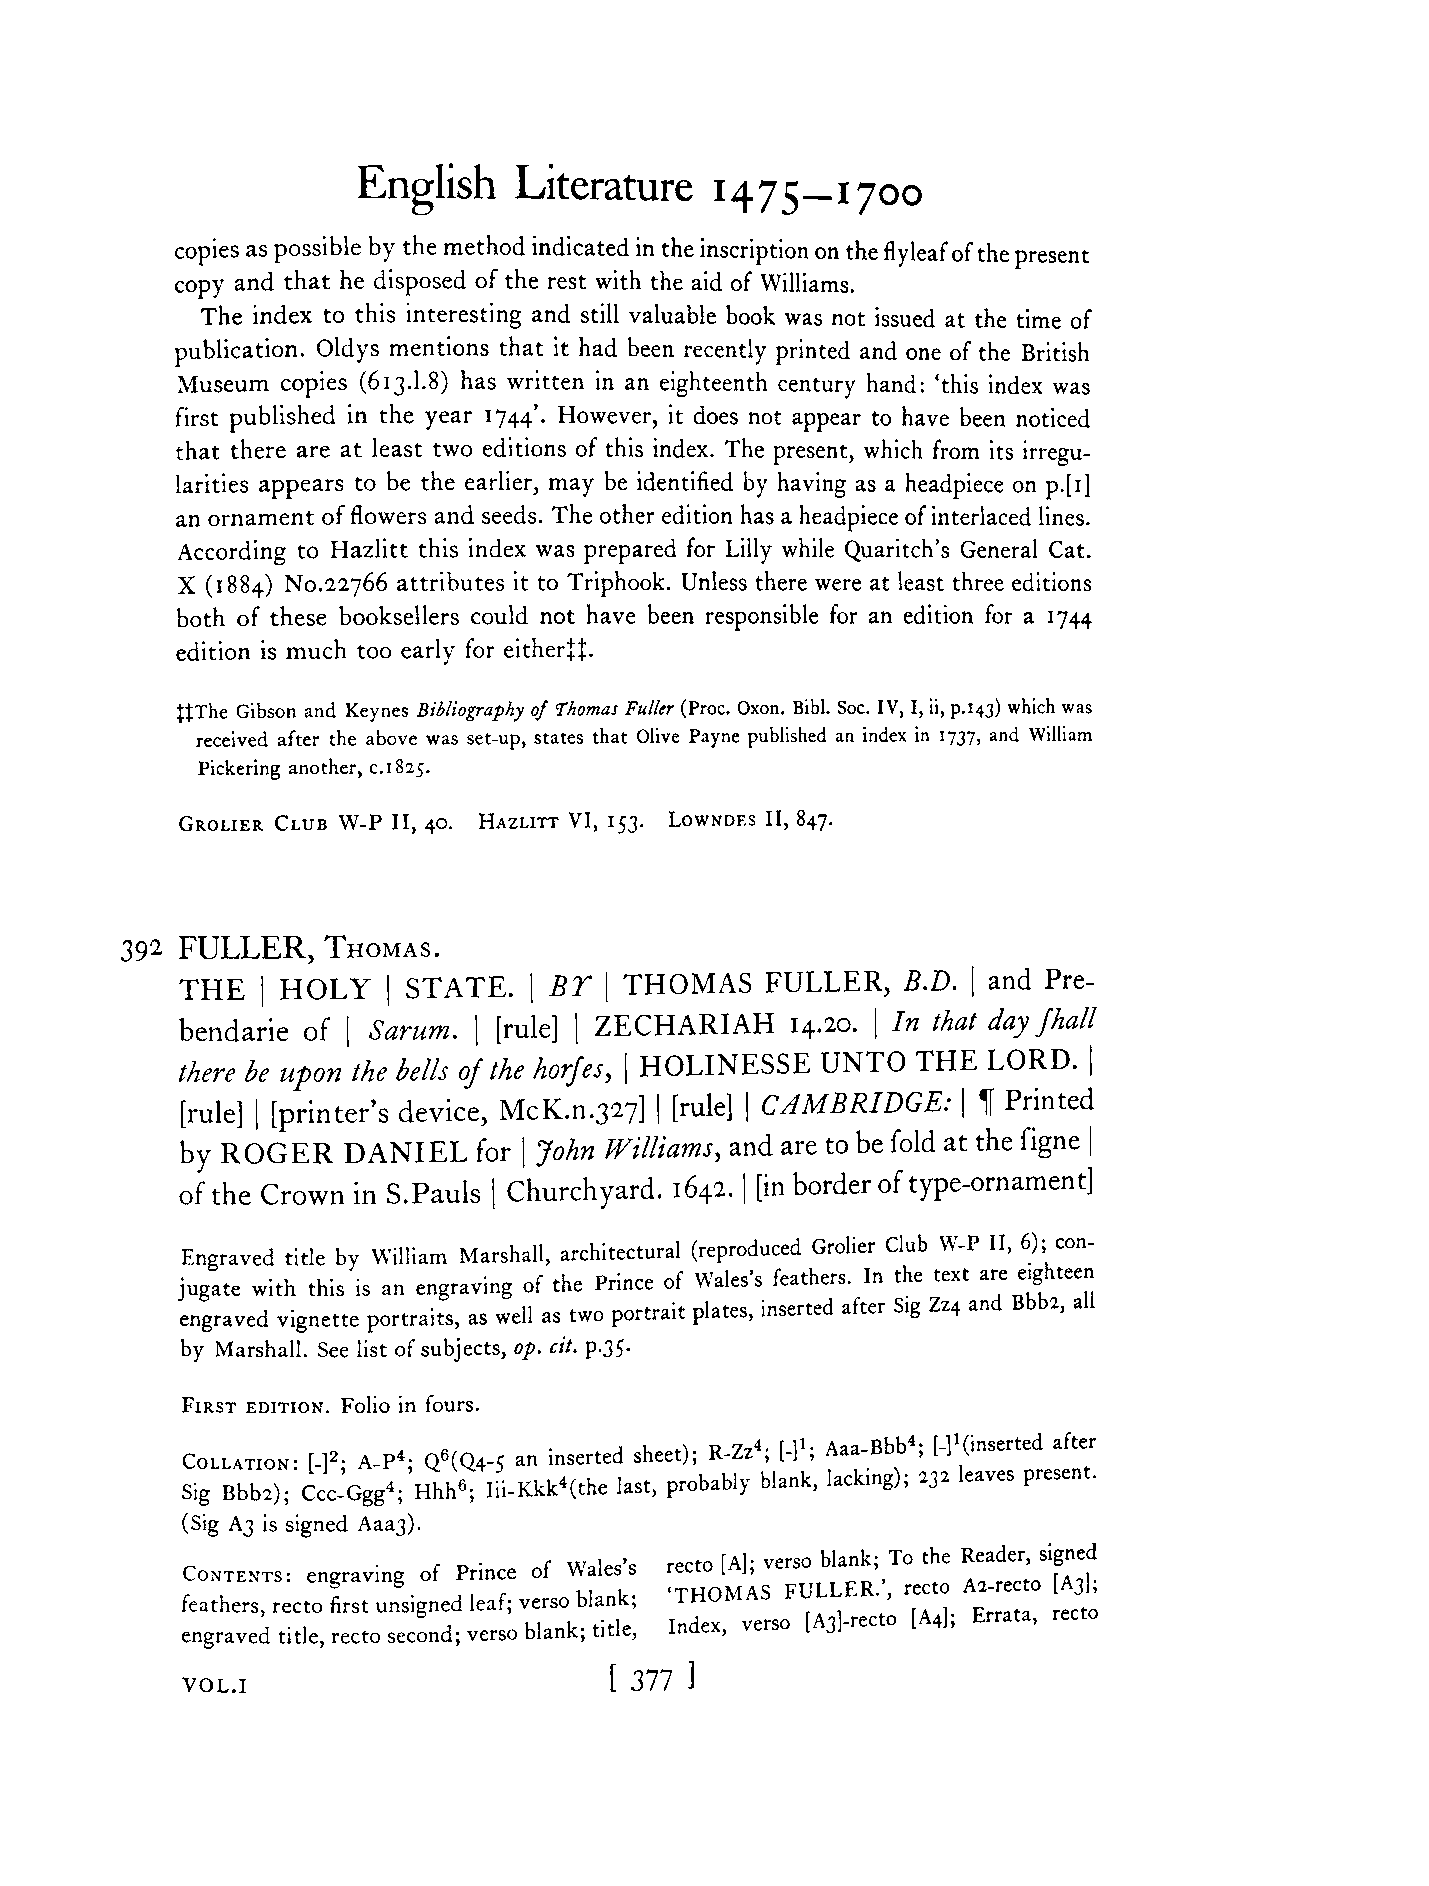 English Literature 1475–1700
copies as possible by the method indicated in the inscription on the flyleaf of the present
copy and that he disposed of the rest with the aid of Williams.
The index to this interesting and still valuable book was not issued at the time of
publication. Oldys mentions that it had been recently printed and one of the British
Museum copies (613.l.8) has written in an eighteenth century hand: ‘this index was
first published in the year 1744’. However, it does not appear to have been noticed
that there are at least two editions of this index. The present, which from its irregu-
larities appears to be the earlier, may be identified by having as a headpiece on p.[1]
an ornament of flowers and seeds. The other edition has a headpiece of interlaced lines.
According to Hazlitt this index was prepared for Lilly while Quaritch’s General Cat.
X (1884) No.22766 attributes it to Triphook. Unless there were at least three editions
both of these booksellers could not have been responsible for an edition for a 1744
edition is much too early for either‡‡.
‡‡The Gibson and Keynes Bibliography of Thomas Fuller (Proc. Oxon. Bibl. Soc. IV, I, ii, p.143) which was
received after the above was set-up, states that Olive Payne published an index in 1737, and William
Pickering another, c.1825.
GROLIER CLUB W-P II, 40. HAZLITT VI, 153. LOWNDES II, 847.
392 FULLER, THOMAS.
THE | HOLY | STATE. | BY | THOMAS FULLER, B.D. | and Pre-
bendarie of | Sarum. | [rule] | ZECHARIAH 14.20. | In that day ſhall
there be upon the bells of the horſes, | HOLINESSE UNTO THE LORD. |
[rule] | [printer’s device, McK.n.327] | [rule] | CAMBRIDGE: | ¶ Printed
by ROGER DANIEL for | John Williams, and are to be ſold at the ſigne |
of the Crown in S.Pauls | Churchyard. 1642. | [in border of type-ornament]
Engraved title by William Marshall, architectural (reproduced Grolier Club W-P II, 6); con-
jugate with this is an engraving of the Prince of Wales’s feathers. In the text are eighteen
engraved vignette portraits, as well as two portrait plates, inserted after Sig Zz4 and Bbb2, all
by Marshall. See list of subjects, op. cit. p.35.
FIRST EDITION. Folio in fours.
COLLATION: [-]²; A-P⁴; Q⁶(Q4-5 an inserted sheet); R-Zz⁴; [-]¹; Aaa-Bbb⁴; [-]¹(inserted after
Sig Bbb2); Ccc-Ggg⁴; Hhh⁶; Iii-Kkk⁴(the last, probably blank, lacking); 232 leaves present.
(Sig A3 is signed Aaa3).
CONTENTS: engraving of Prince of Wales’s
feathers, recto first unsigned leaf; verso blank;
engraved title, recto second; verso blank; title,
recto [A]; verso blank; To the Reader, signed
‘THOMAS FULLER.’, recto A2-recto [A3];
Index, verso [A3]-recto [A4]; Errata, recto
VOL.I
[ 377 ]